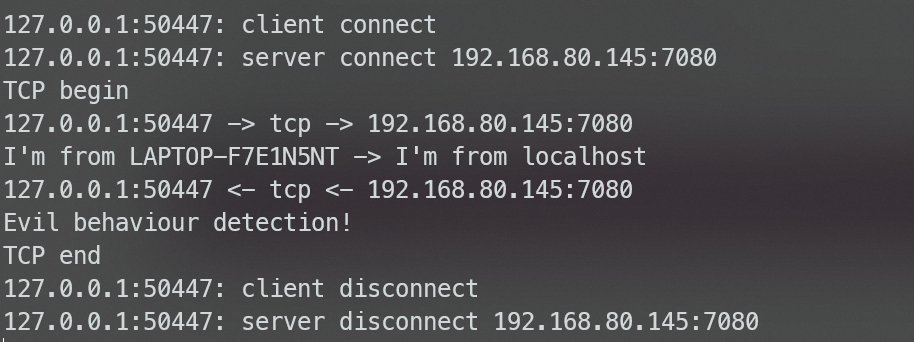 127.0.0.1:50447: client connect
127.0.0.1:50447: server connect 192.168.80.145:7080
TCP begin
127.0.0.1:50447 -> tcp -> 192.168.80.145:7080
I'm from LAPTOP-F7E1N5NT -> I'm from localhost
127.0.0.1:50447 <- tcp <- 192.168.80.145:7080
Evil behaviour detection!
TCP end
127.0.0.1:50447: client disconnect
127.0.0.1:50447: server disconnect 192.168.80.145:7080